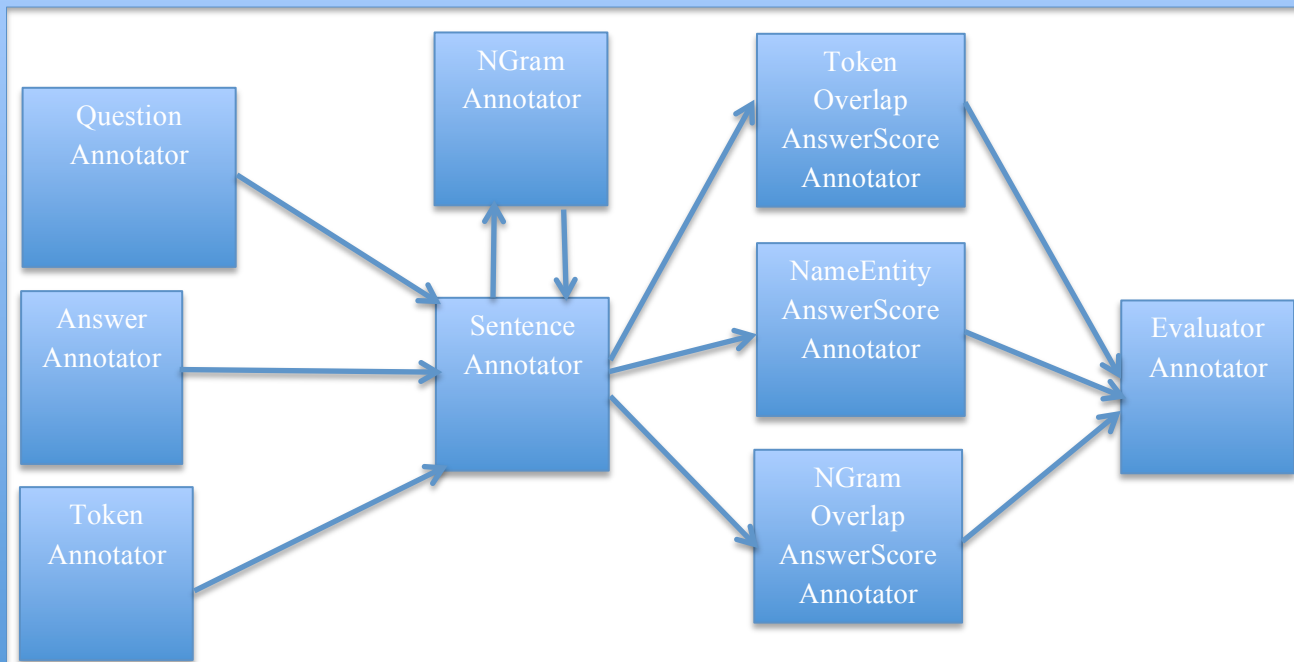 Question
Annotator
Answer
Annotator
Token
Annotator
NGram
Annotator
Sentence
Annotator
Token
Overlap
AnswerScore
Annotator
NameEntity
AnswerScore
Annotator
NGram
Overlap
AnswerScore
Annotator
Evaluator
Annotator